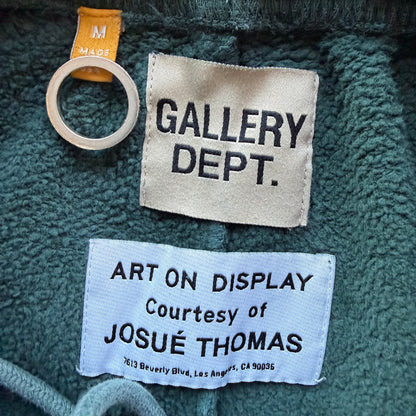 M
MADE
GALLERY
DEPT.
ART ON DISPLAY
Courtesy of
JOSUÉ THOMAS
7613 Beverly Blvd, Los Angeles, CA 90036